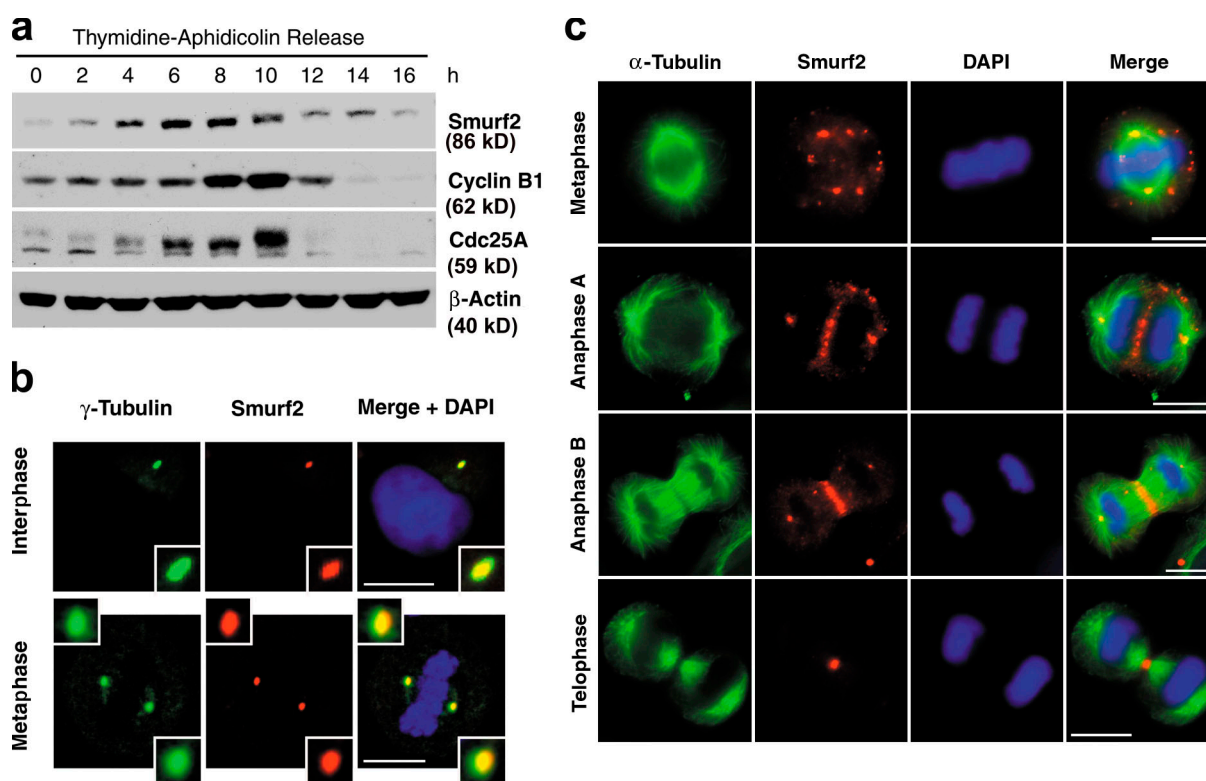 a
Thymidine-Aphidicolin Release
0 2 4 6 8 10 12 14 16 h
Smurf2
(86 kD)
Cyclin B1
(62 kD)
Cdc25A
(59 kD)
β-Actin
(40 kD)
b
γ-Tubulin Smurf2 Merge + DAPI
Interphase
Metaphase
c
α-Tubulin Smurf2 DAPI Merge
Metaphase
Anaphase A
Anaphase B
Telophase